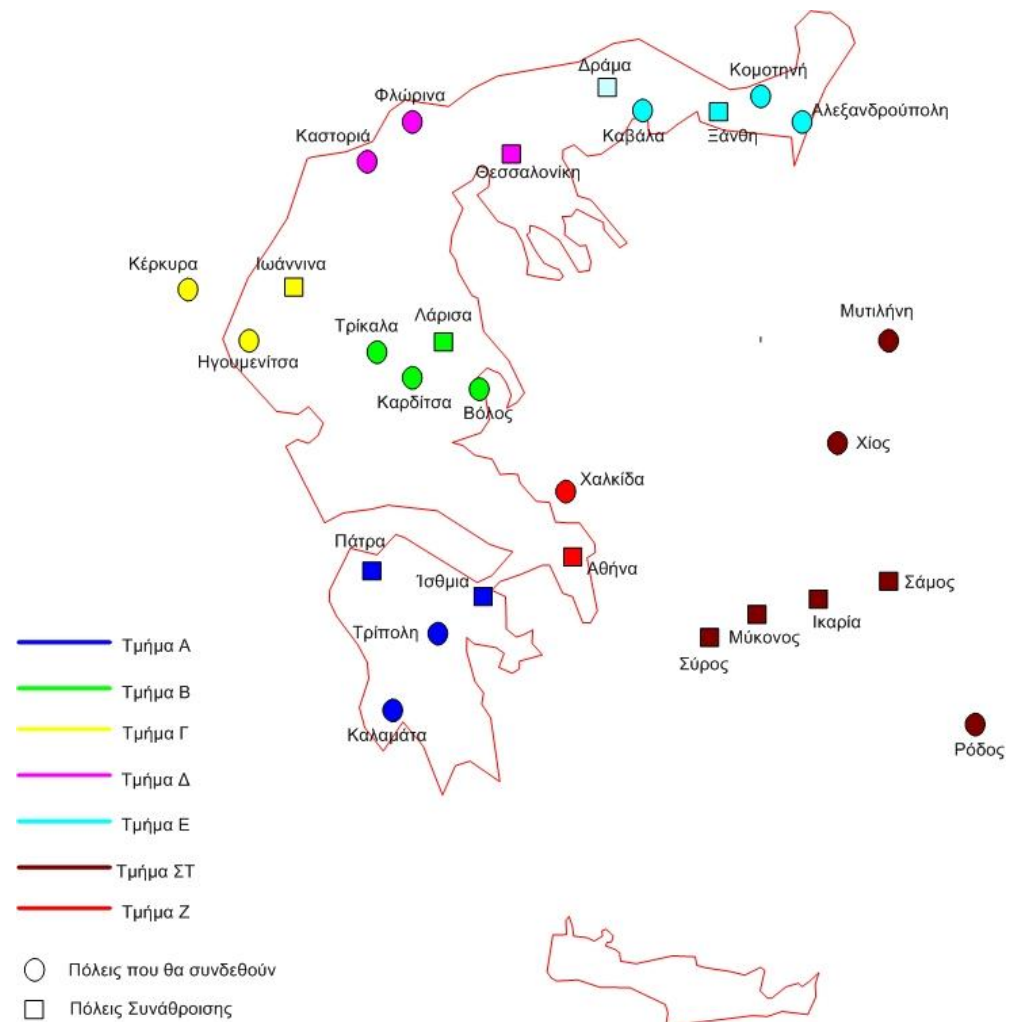 Δράμα
Κομοτηνή
Φλώρινα
Αλεξανδρούπολη
Καστοριά
Καβάλα
Ξάνθη
Θεσσαλονίκη
Κέρκυρα
Ιωάννινα
Μυτιλήνη
Λάρισα
Τρίκαλα
Ηγουμενίτσα
Καρδίτσα
Βόλος
Χίος
Χαλκίδα
Πάτρα
Αθήνα
Ίσθμια
Σάμος
Ικαρία
Τρίπολη
Μύκονος
Σύρος
Καλαμάτα
Ρόδος
Τμήμα Α
Τμήμα Β
Τμήμα Γ
Τμήμα Δ
Τμήμα Ε
Τμήμα ΣΤ
Τμήμα Ζ
Πόλεις που θα συνδεθούν
Πόλεις Συνάθροισης